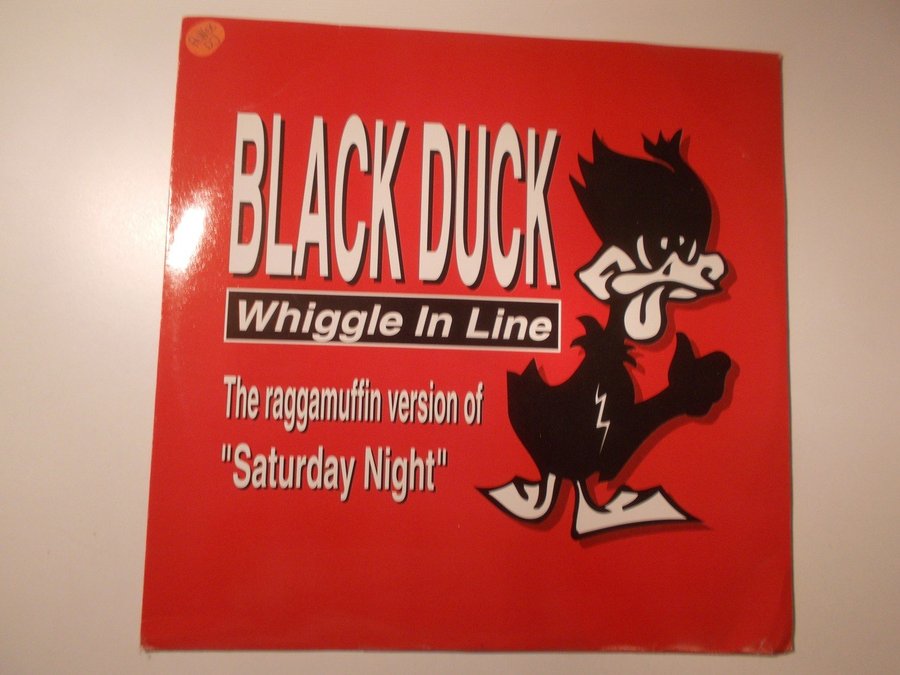 BLACK DUCK
Whiggle In Line
The raggamuffin version of
"Saturday Night"